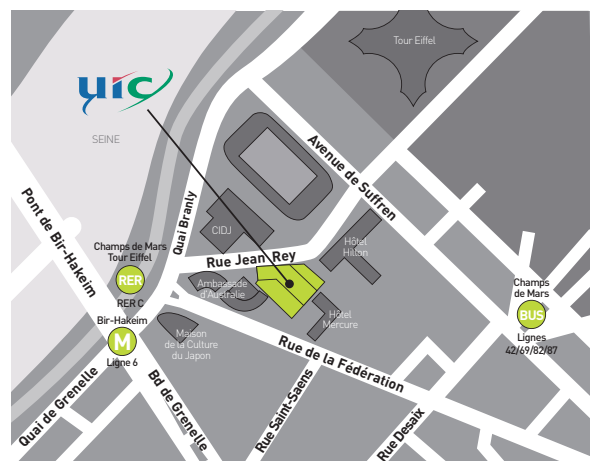 Tour Eiffel
uic
SEINE
Avenue de Suffren
Pont de Bir-Hakeim
Quai Branly
CIDJ
Champs de Mars
Tour Eiffel
RER
RER C
Rue Jean Rey
Hôtel
Hilton
Ambassade
d'Australie
Champs
de Mars
BUS
Lignes
42/69/82/87
Bir-Hakeim
M
Ligne 6
Hôtel
Mercure
Maison
de la Culture
du Japon
Rue de la Fédération
Quai de Grenelle
Bd de Grenelle
Rue Saint-Saens
Rue Desaix